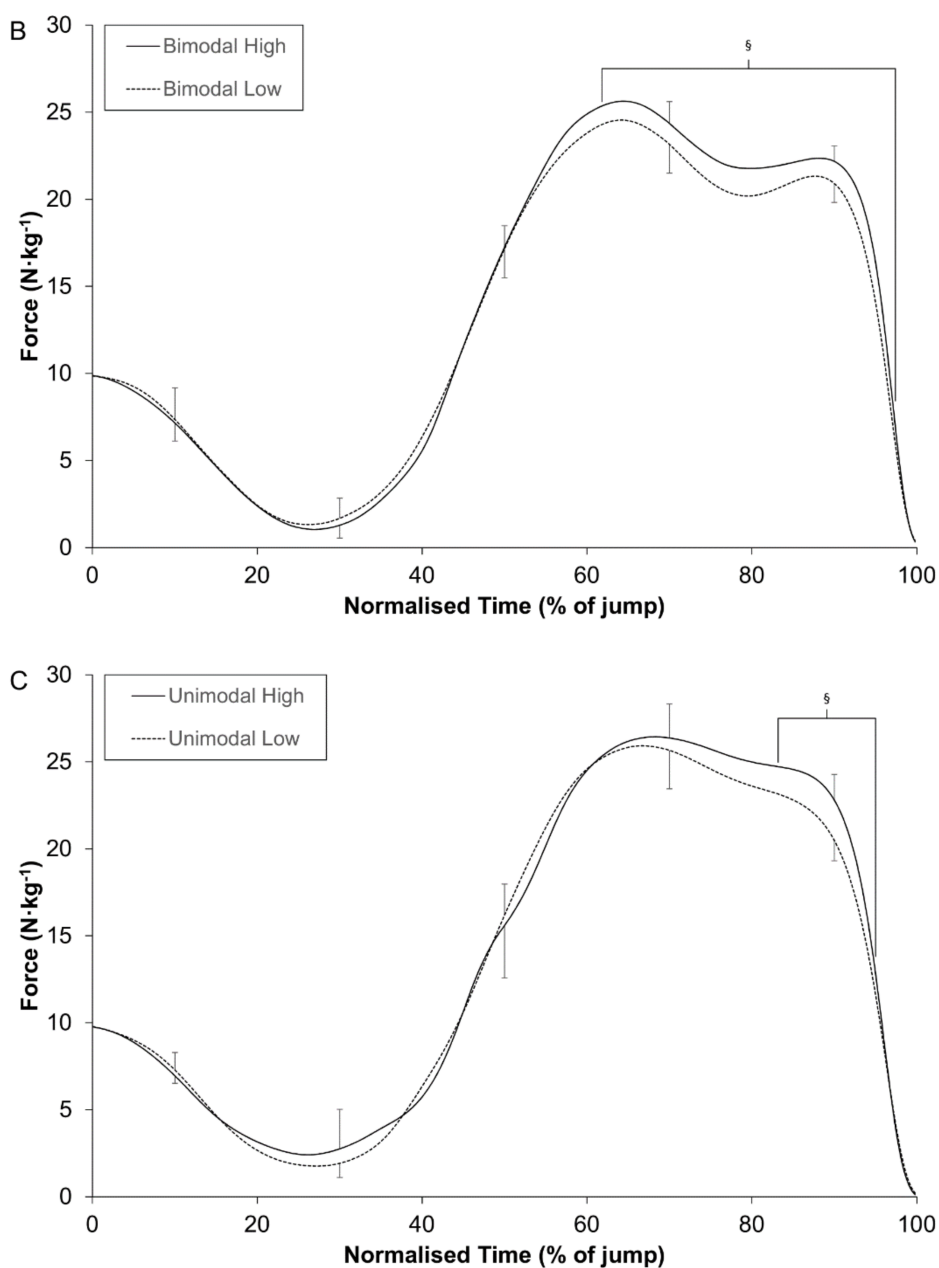 B
30
25
20
15
10
5
0
Force (N·kg-1)
Bimodal High
Bimodal Low
§
0 20 40 60 80 100
Normalised Time (% of jump)
C
30
25
20
15
10
5
0
Force (N·kg-1)
Unimodal High
Unimodal Low
§
0 20 40 60 80 100
Normalised Time (% of jump)